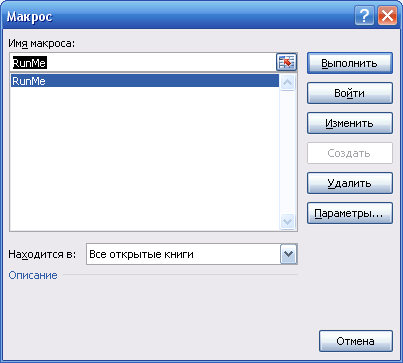 Макрос
Имя макроса:
RunMe
RunMe
Выполнить
Войти
Изменить
Создать
Удалить
Параметры...
Находится в:
Все открытые книги
Описание
Отмена